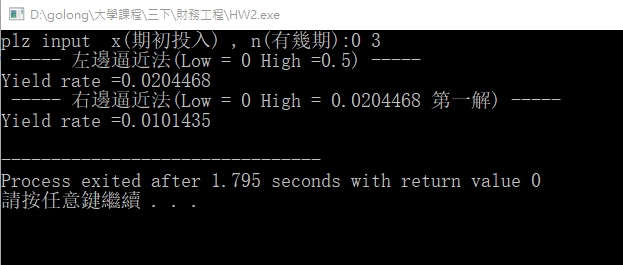 D:\golong\大學課程\三下\財務工程\HW2.exe
plz input  x(期初投入) , n(有幾期):0 3
 ----- 左邊逼近法(Low = 0 High =0.5) -----
Yield rate =0.0204468
 ----- 右邊逼近法(Low = 0 High = 0.0204468 第一解) -----
Yield rate =0.0101435
--------------------------------
Process exited after 1.795 seconds with return value 0
請按任意鍵繼續 . . .